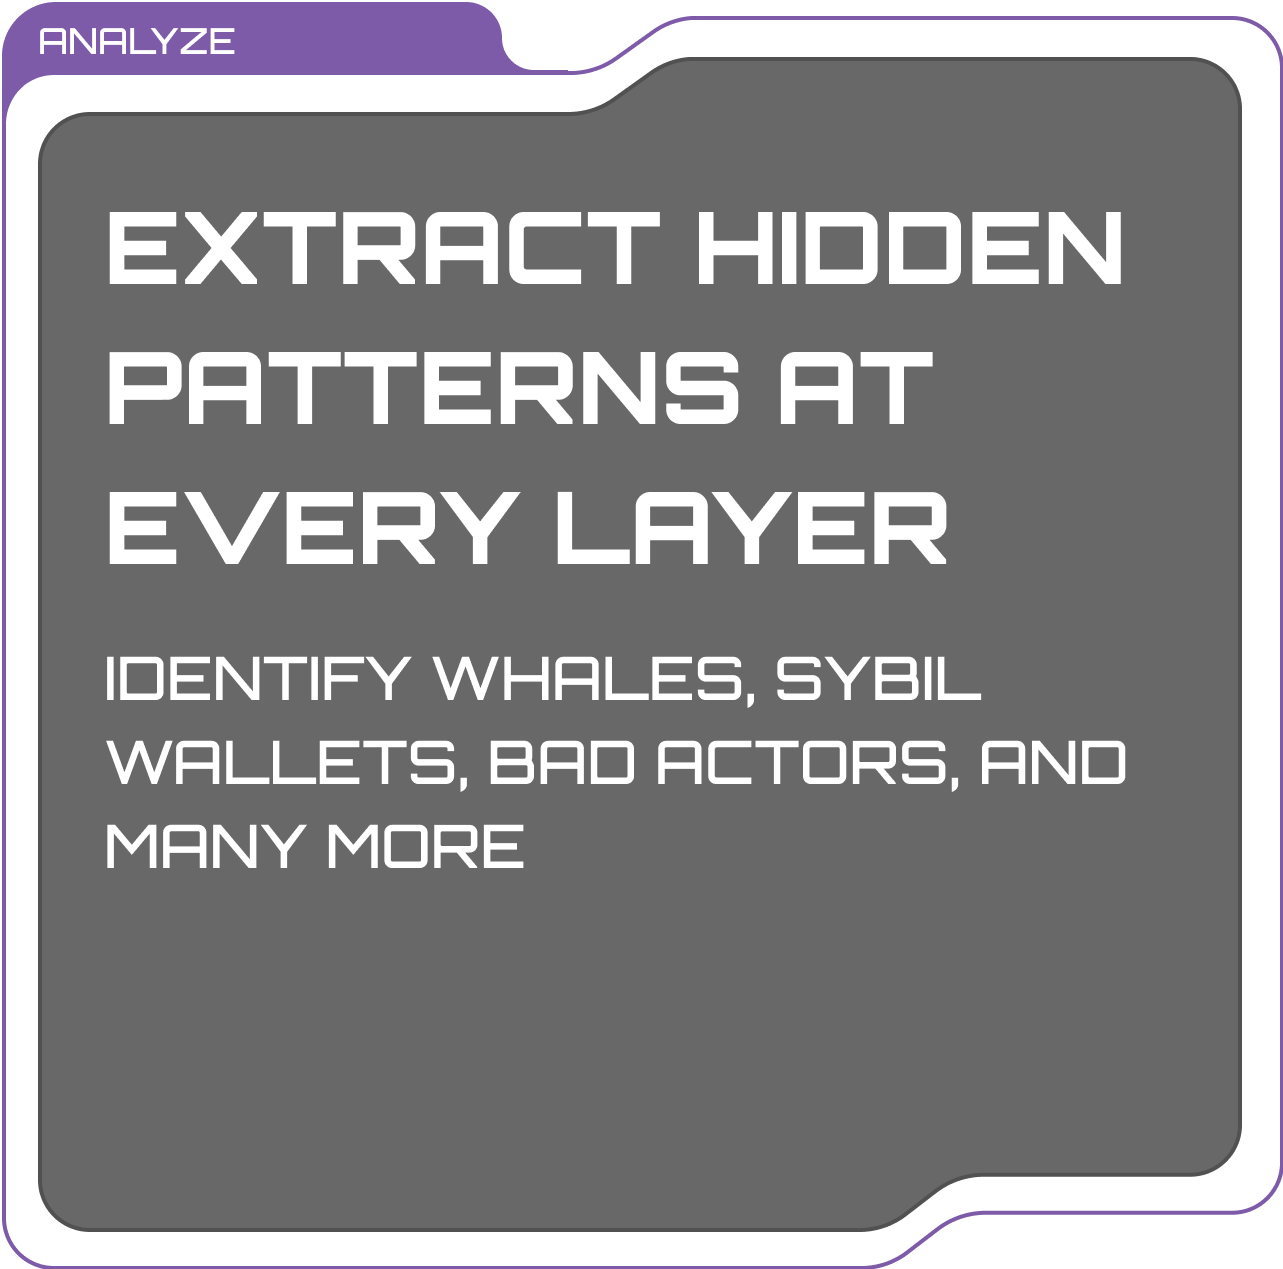 ANALYZE
EXTRACT HIDDEN
PATTERNS AT
EVERY LAYER
IDENTIFY WHALES, SYBIL
WALLETS, BAD ACTORS, AND
MANY MORE